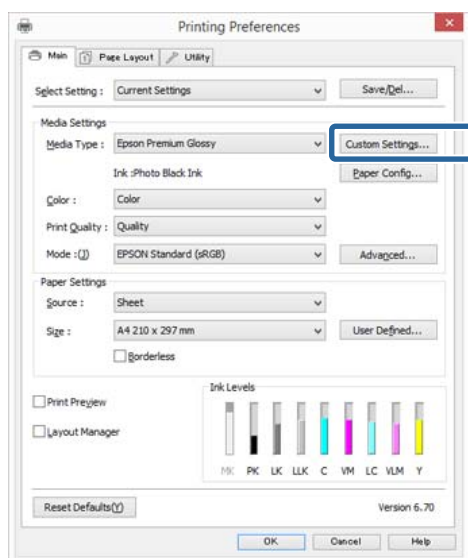 Printing Preferences
Main Page Layout Utility
Select Setting : Current Settings Save/Del...
Media Settings
Media Type : Epson Premium Glossy Custom Settings...
Ink :Photo Black Ink Paper Config...
Color : Color
Print Quality : Quality
Mode :(J) EPSON Standard (sRGB) Advanced...
Paper Settings
Source : Sheet
Size : A4 210 x 297 mm User Defined...
Borderless
Ink Levels
Print Preview
Layout Manager
MK PK LK LLK C VM LC VLM Y
Reset Defaults(Y) Version 6.70
OK Cancel Help